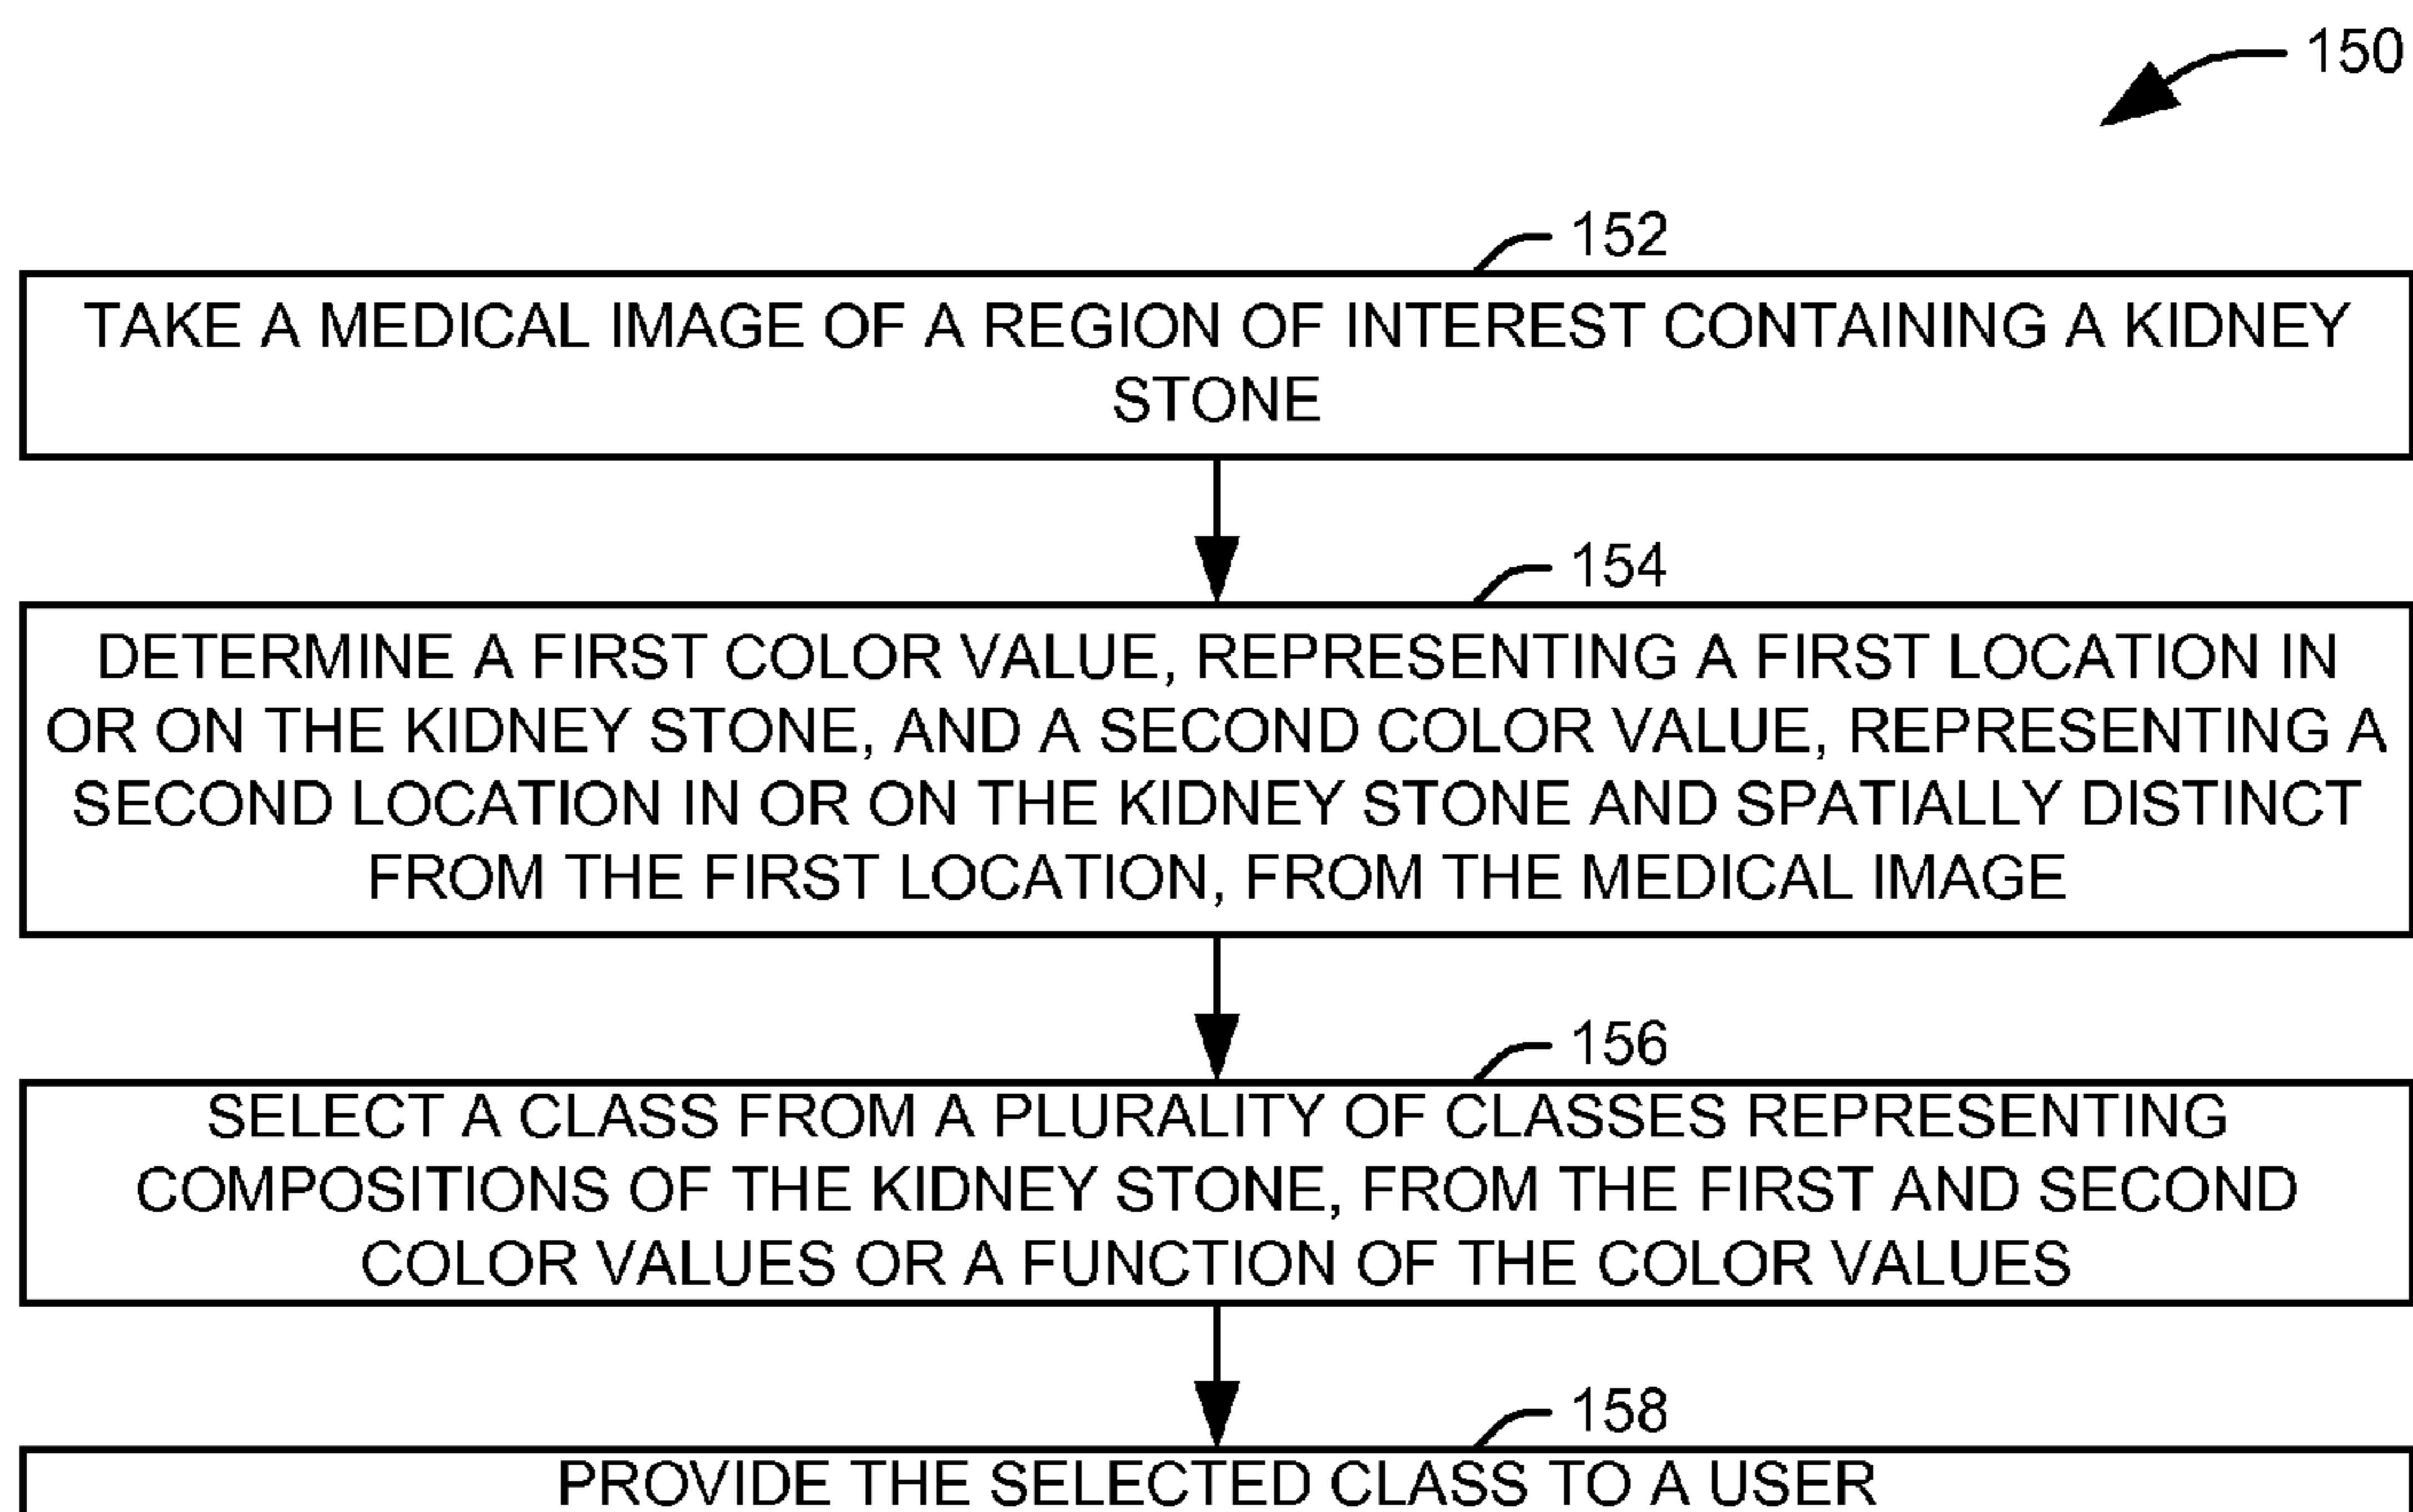 150
152
TAKE A MEDICAL IMAGE OF A REGION OF INTEREST CONTAINING A KIDNEY
STONE
154
DETERMINE A FIRST COLOR VALUE, REPRESENTING A FIRST LOCATION IN
OR ON THE KIDNEY STONE, AND A SECOND COLOR VALUE, REPRESENTING A
SECOND LOCATION IN OR ON THE KIDNEY STONE AND SPATIALLY DISTINCT
FROM THE FIRST LOCATION, FROM THE MEDICAL IMAGE
156
SELECT A CLASS FROM A PLURALITY OF CLASSES REPRESENTING
COMPOSITIONS OF THE KIDNEY STONE, FROM THE FIRST AND SECOND
COLOR VALUES OR A FUNCTION OF THE COLOR VALUES
158
PROVIDE THE SELECTED CLASS TO A USER